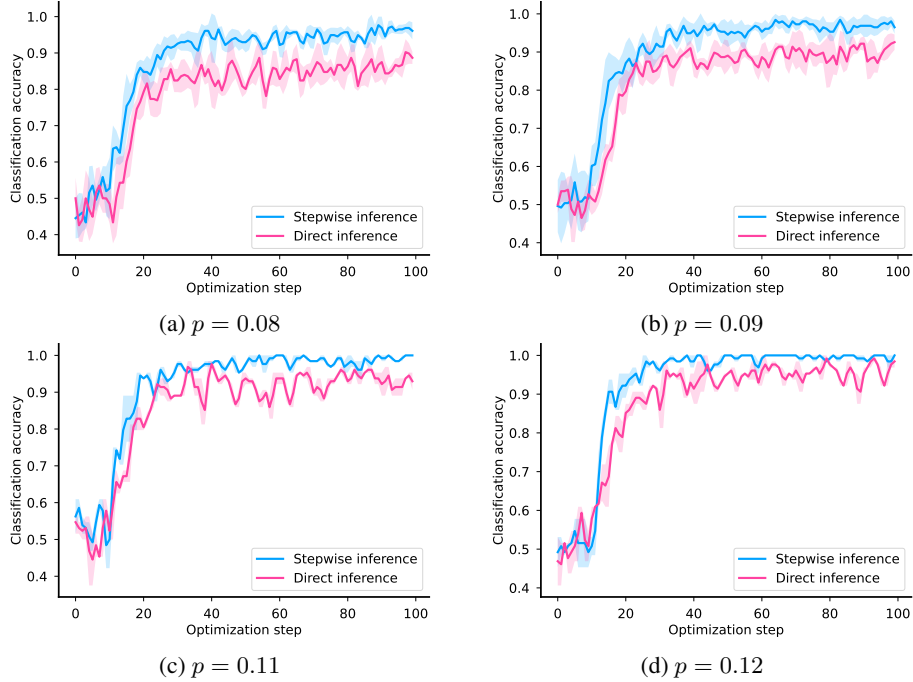 1.0
0.9
0.8
0.7
0.6
0.5
0.4
Classification accuracy
Stepwise inference
Direct inference
0 20 40 60 80 100
Optimization step
(a) p = 0.08
1.0
0.9
0.8
0.7
0.6
0.5
0.4
Classification accuracy
Stepwise inference
Direct inference
0 20 40 60 80 100
Optimization step
(b) p = 0.09
1.0
0.9
0.8
0.7
0.6
0.5
0.4
Classification accuracy
Stepwise inference
Direct inference
0 20 40 60 80 100
Optimization step
(c) p = 0.11
1.0
0.9
0.8
0.7
0.6
0.5
0.4
Classification accuracy
Stepwise inference
Direct inference
0 20 40 60 80 100
Optimization step
(d) p = 0.12